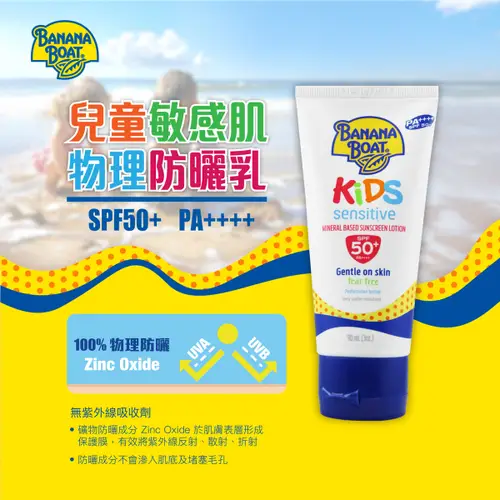 BANANA
BOAT®
兒童敏感肌
物理防曬乳
SPF50+ PA++++
100% 物理防曬
Zinc Oxide
UVA
UVB
無紫外線吸收劑
• 礦物防曬成分 Zinc Oxide 於肌膚表層形成
保護膜，有效將紫外線反射、散射、折射
• 防曬成分不會滲入肌底及堵塞毛孔
PA++++
BANANA
BOAT®
KiDS
sensitive
MINERAL BASED SUNSCREEN LOTION
SPF
50+
PA++++
Gentle on skin
tear free
90 mL (3oz.)